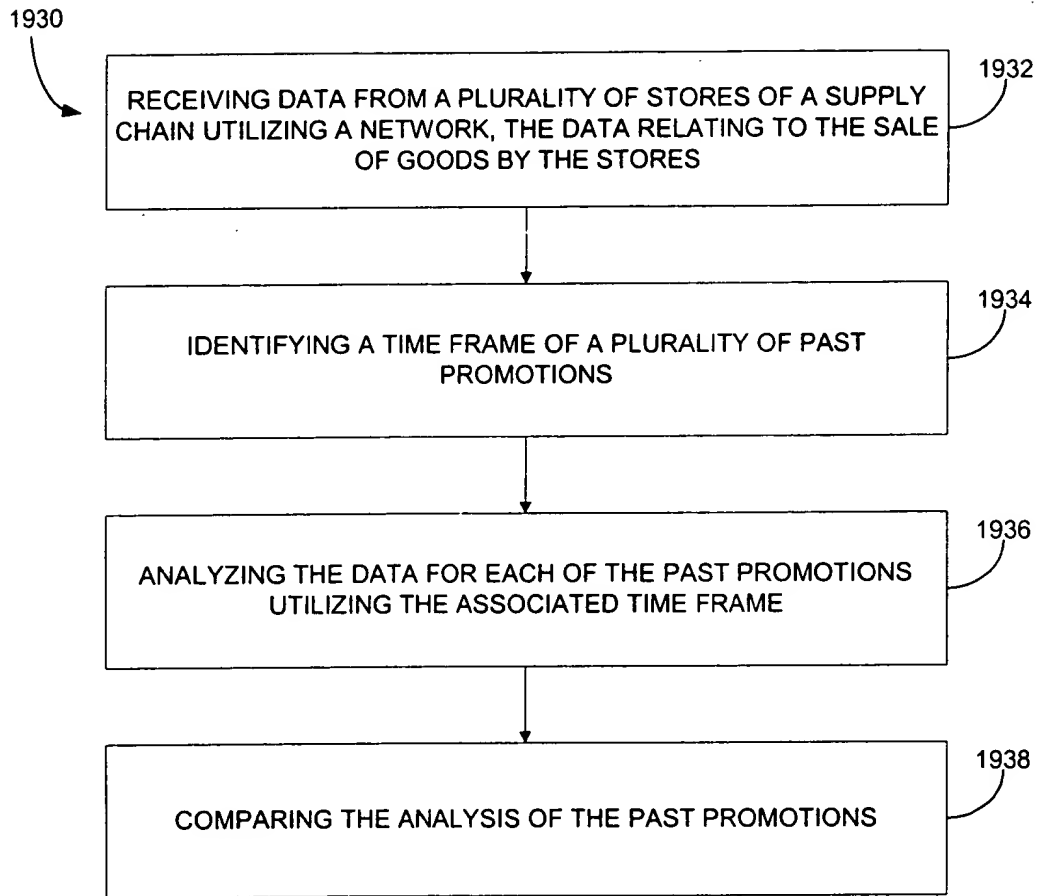 1930
1932
RECEIVING DATA FROM A PLURALITY OF STORES OF A SUPPLY
CHAIN UTILIZING A NETWORK, THE DATA RELATING TO THE SALE
OF GOODS BY THE STORES
1934
IDENTIFYING A TIME FRAME OF A PLURALITY OF PAST
PROMOTIONS
1936
ANALYZING THE DATA FOR EACH OF THE PAST PROMOTIONS
UTILIZING THE ASSOCIATED TIME FRAME
1938
COMPARING THE ANALYSIS OF THE PAST PROMOTIONS